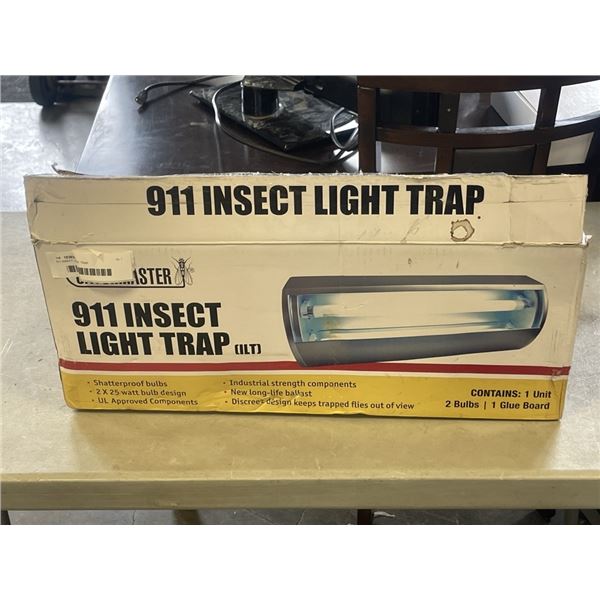 911 INSECT LIGHT TRAP
MASTER®
911 INSECT
LIGHT TRAP (ILT)
• Shatterproof bulbs
• 2 X 25 watt bulb design
• UL Approved Components
• Industrial strength components
• New long-life ballast
• Discreet design keeps trapped flies out of view
CONTAINS: 1 Unit
2 Bulbs | 1 Glue Board